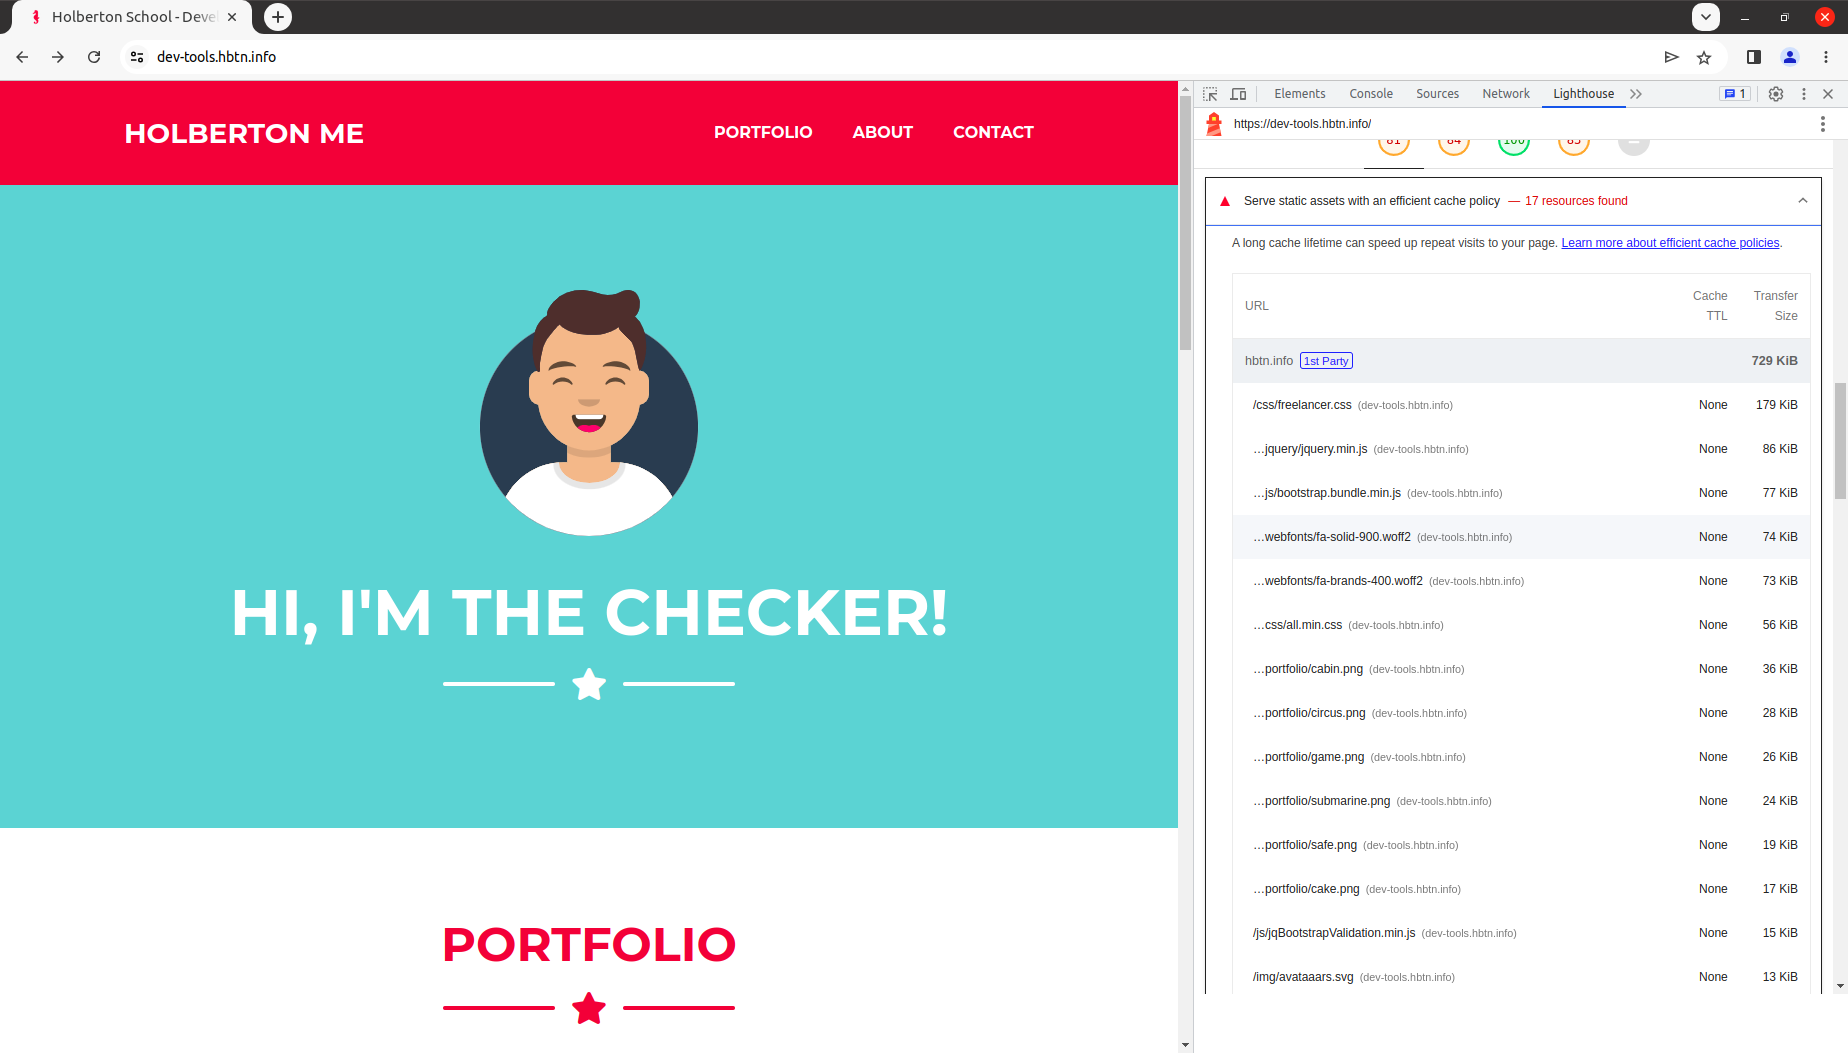 Holberton School - Deve
dev-tools.hbtn.info
HOLBERTON ME
PORTFOLIO ABOUT CONTACT
HI, I'M THE CHECKER!
PORTFOLIO
Elements Console Sources Network Lighthouse 1
https://dev-tools.hbtn.info/
81 84 100 85
Serve static assets with an efficient cache policy — 17 resources found
A long cache lifetime can speed up repeat visits to your page. Learn more about efficient cache policies.
URL Cache TTL Transfer Size
hbtn.info 1st Party 729 KiB
/css/freelancer.css (dev-tools.hbtn.info) None 179 KiB
…jquery/jquery.min.js (dev-tools.hbtn.info) None 86 KiB
…js/bootstrap.bundle.min.js (dev-tools.hbtn.info) None 77 KiB
…webfonts/fa-solid-900.woff2 (dev-tools.hbtn.info) None 74 KiB
…webfonts/fa-brands-400.woff2 (dev-tools.hbtn.info) None 73 KiB
…css/all.min.css (dev-tools.hbtn.info) None 56 KiB
…portfolio/cabin.png (dev-tools.hbtn.info) None 36 KiB
…portfolio/circus.png (dev-tools.hbtn.info) None 28 KiB
…portfolio/game.png (dev-tools.hbtn.info) None 26 KiB
…portfolio/submarine.png (dev-tools.hbtn.info) None 24 KiB
…portfolio/safe.png (dev-tools.hbtn.info) None 19 KiB
…portfolio/cake.png (dev-tools.hbtn.info) None 17 KiB
/js/jqBootstrapValidation.min.js (dev-tools.hbtn.info) None 15 KiB
/img/avataaars.svg (dev-tools.hbtn.info) None 13 KiB